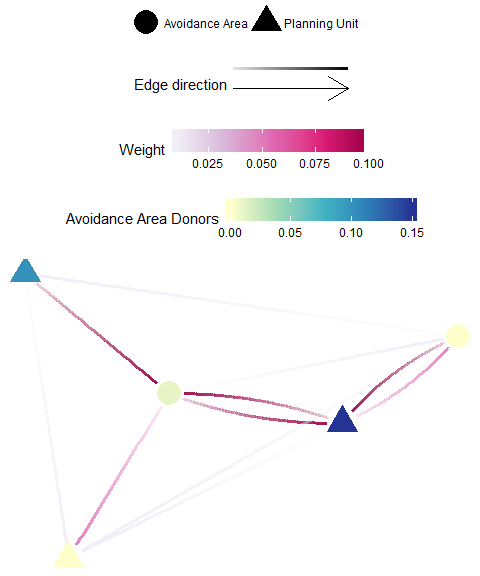 Avoidance Area Planning Unit
Edge direction
Weight
0.025 0.050 0.075 0.100
Avoidance Area Donors
0.00 0.05 0.10 0.15